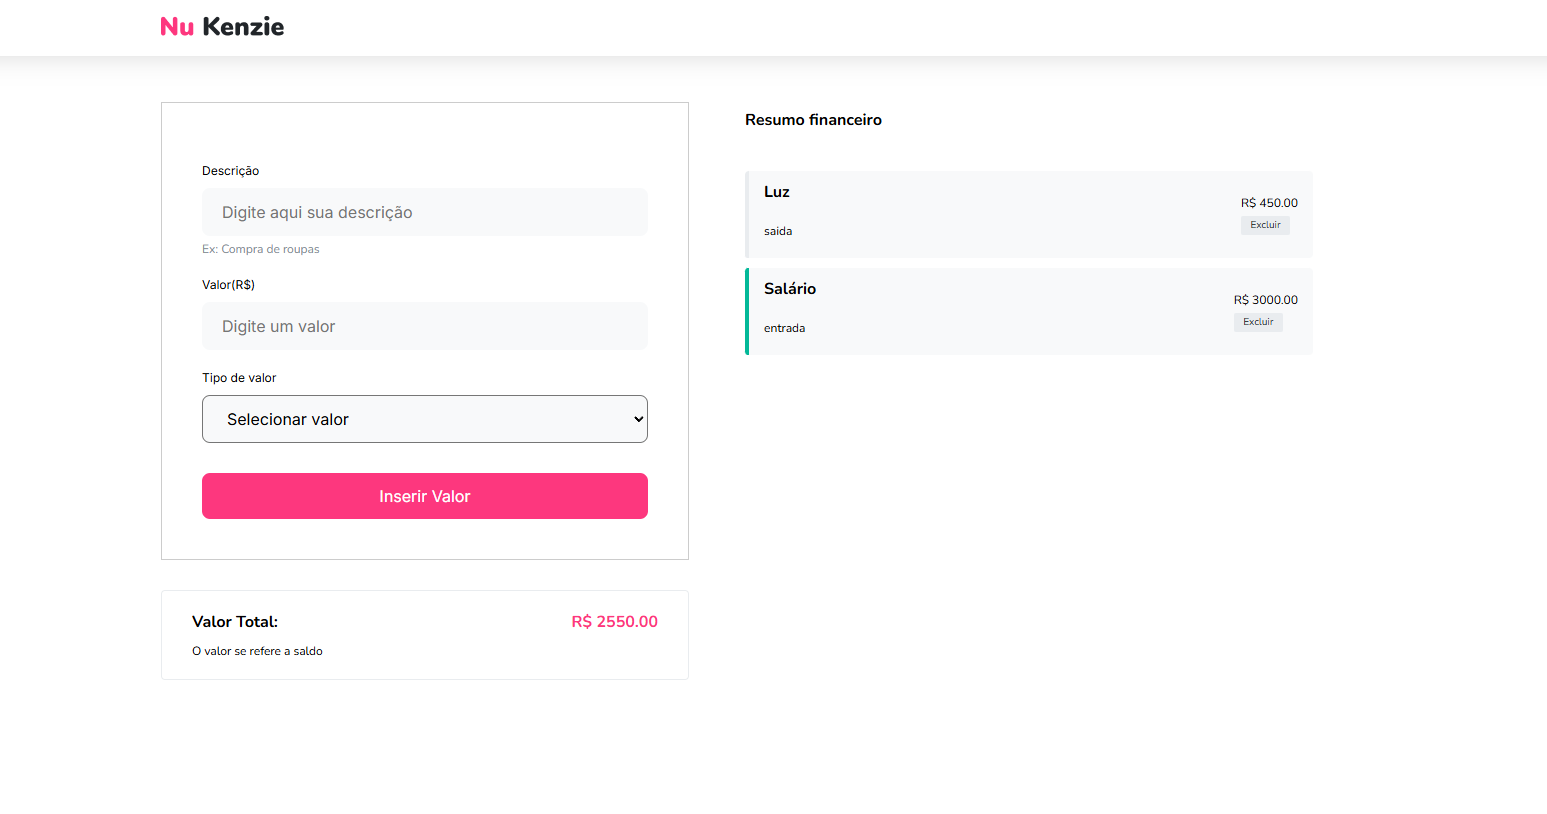 Nu Kenzie
Descrição
Digite aqui sua descrição
Ex: Compra de roupas
Valor(R$)
Digite um valor
Tipo de valor
Selecionar valor
Inserir Valor
Valor Total:
R$ 2550.00
O valor se refere a saldo
Resumo financeiro
Luz
R$ 450.00
saida
Excluir
Salário
R$ 3000.00
entrada
Excluir